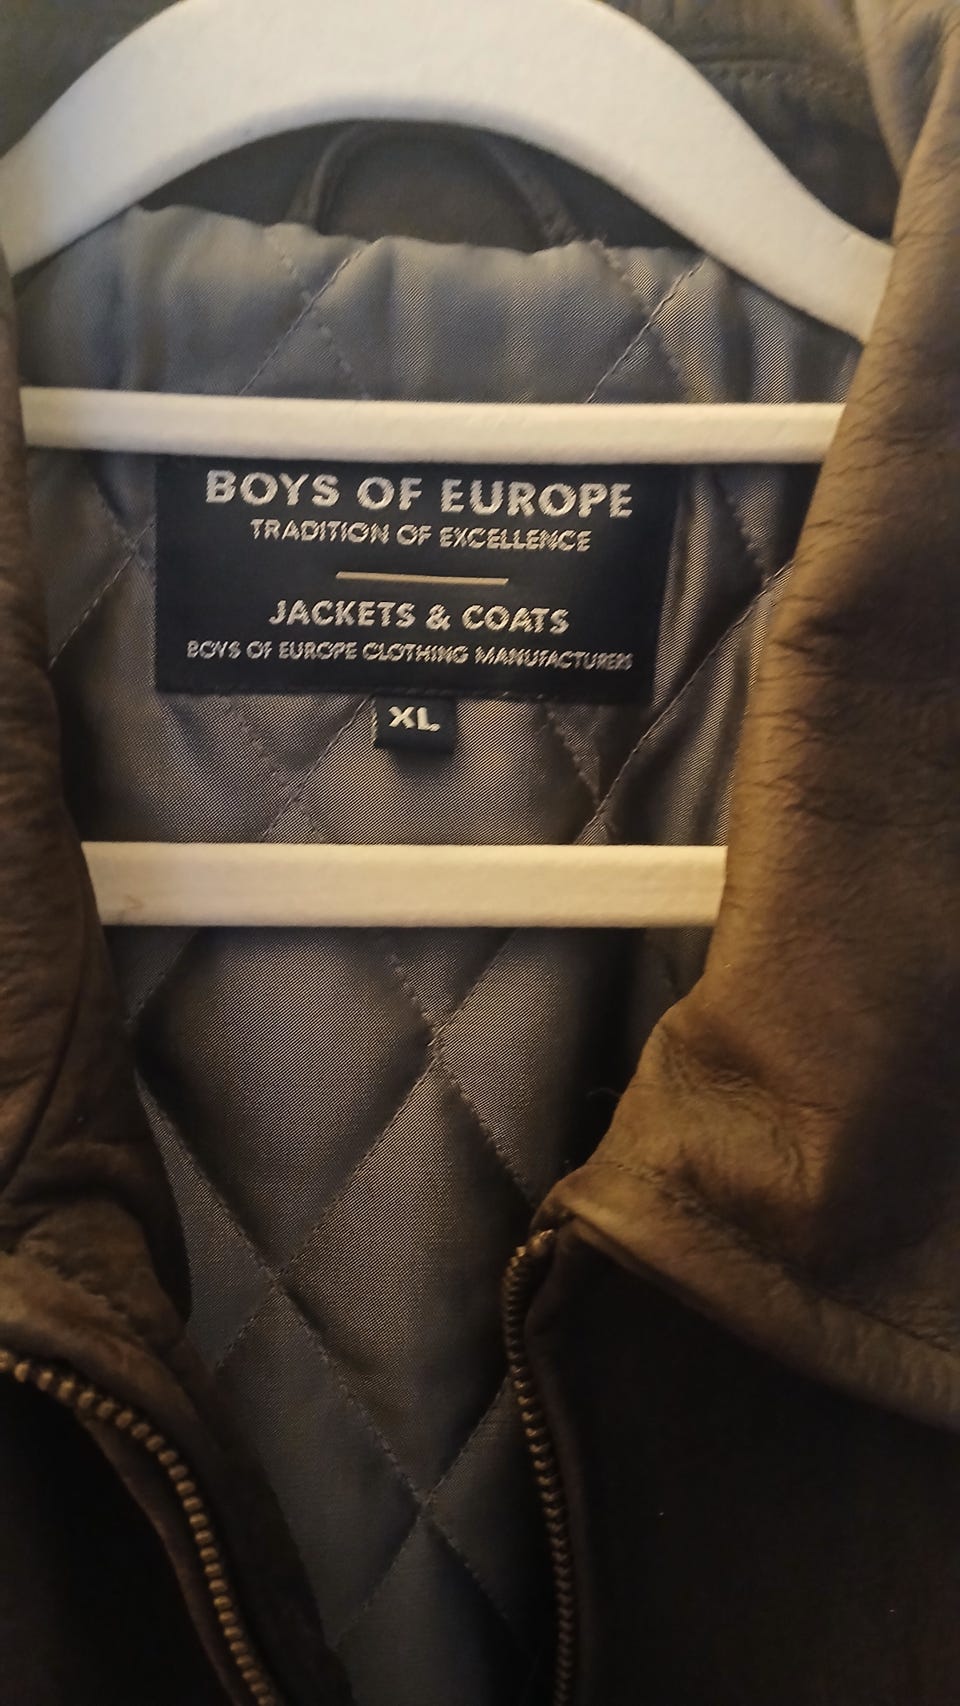 BOYS OF EUROPE
TRADITION OF EXCELLENCE
JACKETS & COATS
BOYS OF EUROPE CLOTHING MANUFACTURERS
XL